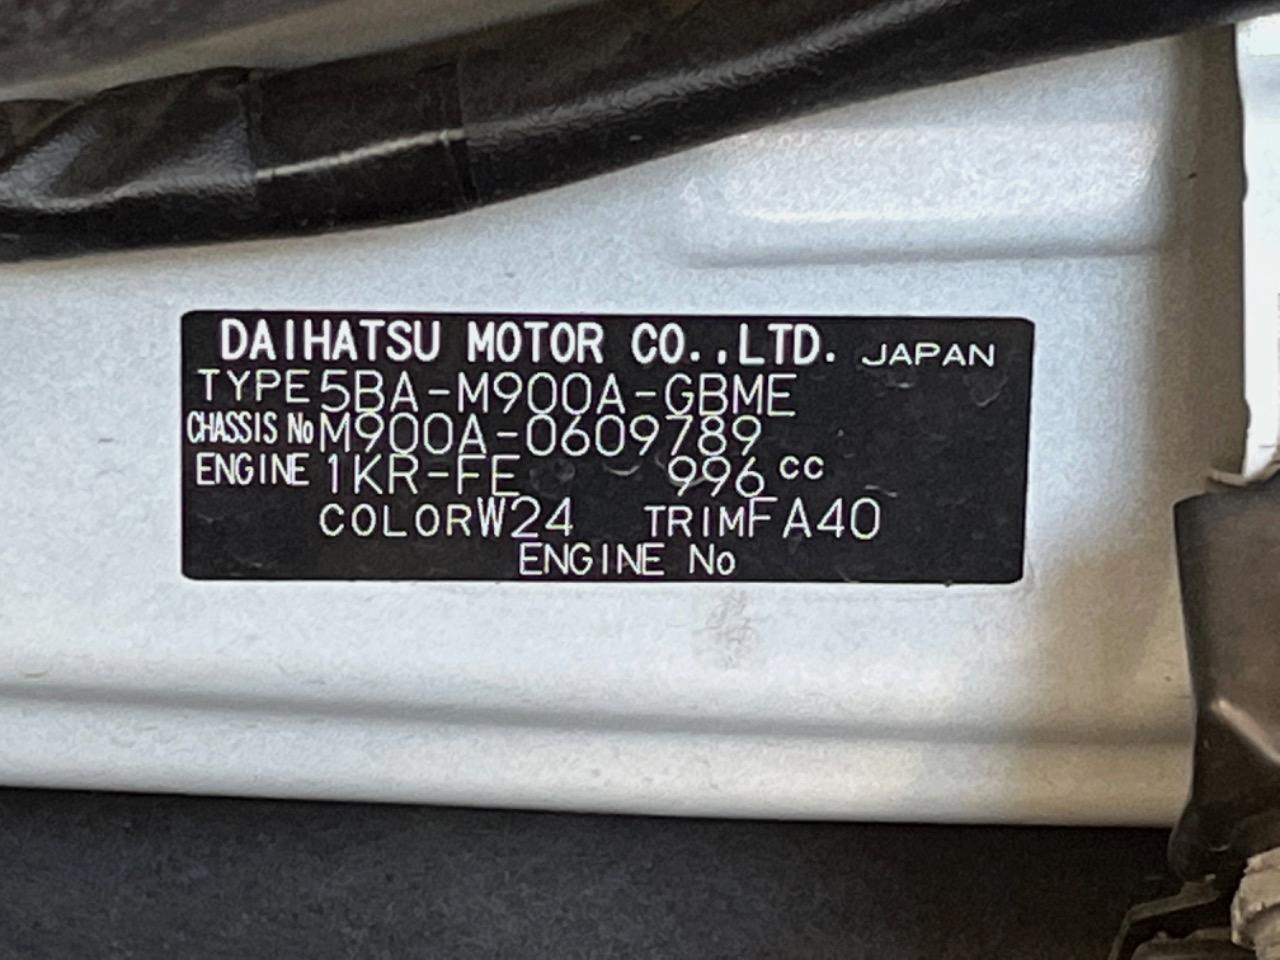 DAIHATSU MOTOR CO.,LTD. JAPAN
TYPE 5BA-M900A-GBME
CHASSIS No M900A-0609789
ENGINE 1KR-FE 996 cc
COLOR W24 TRIM FA40
ENGINE No